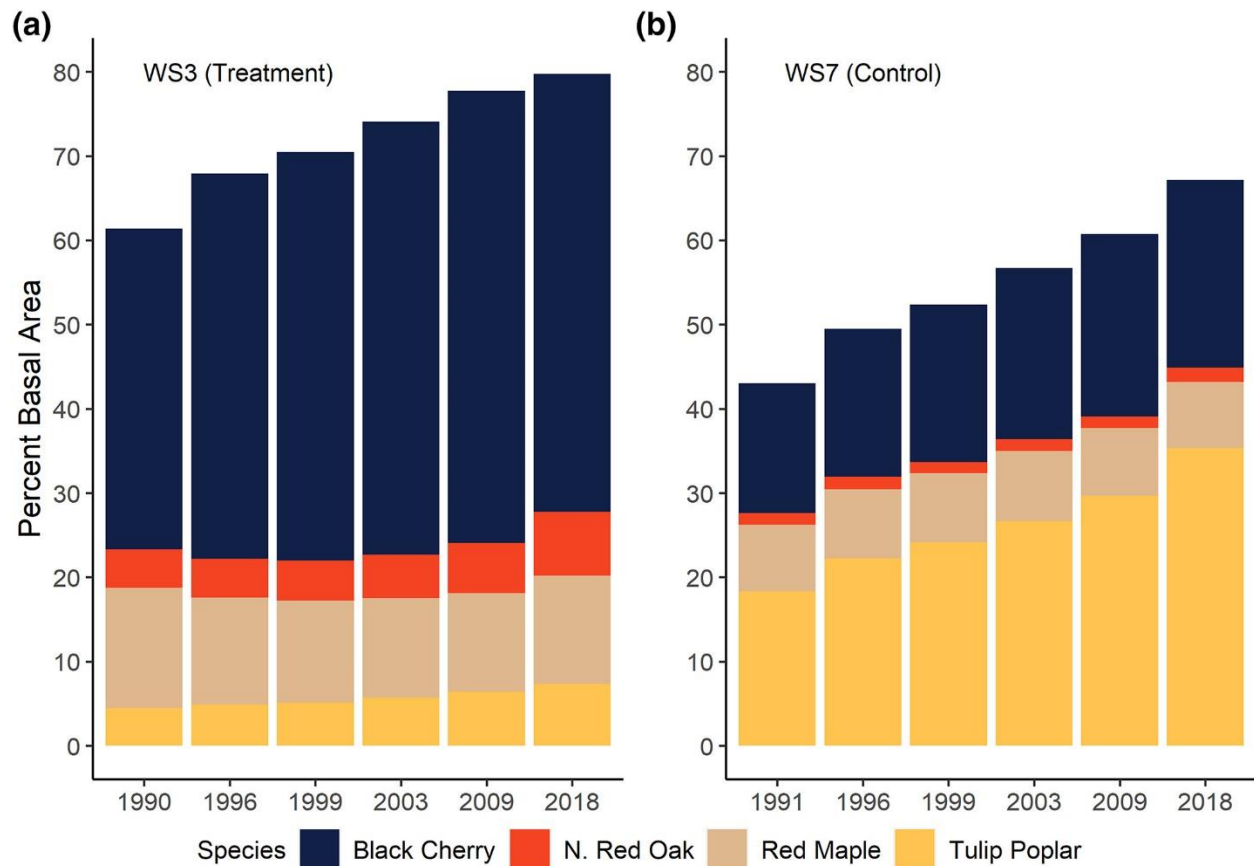 (a)
WS3 (Treatment)
Percent Basal Area
80
70
60
50
40
30
20
10
0
1990 1996 1999 2003 2009 2018
(b)
WS7 (Control)
80
70
60
50
40
30
20
10
0
1991 1996 1999 2003 2009 2018
Species Black Cherry N. Red Oak Red Maple Tulip Poplar